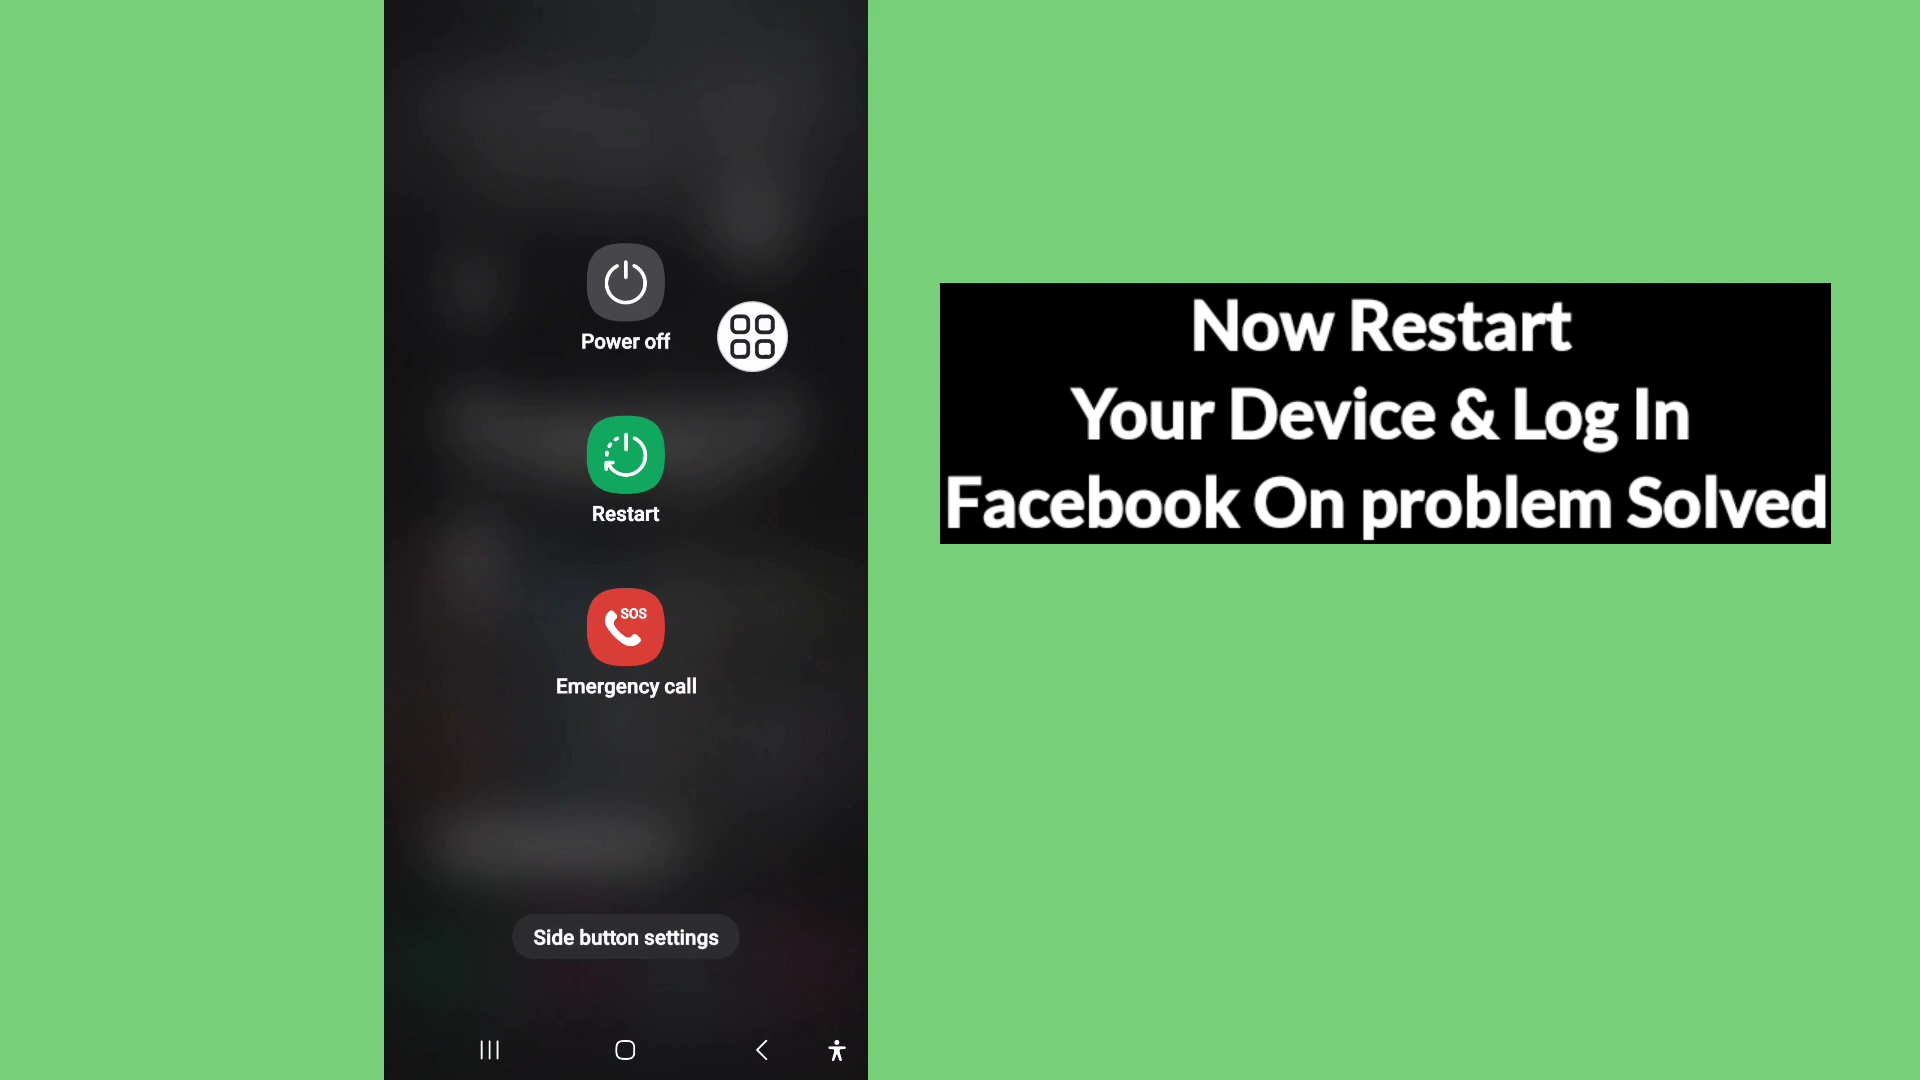 Power off
Restart
SOS
Emergency call
Side button settings
Now Restart
Your Device & Log In
Facebook On problem Solved